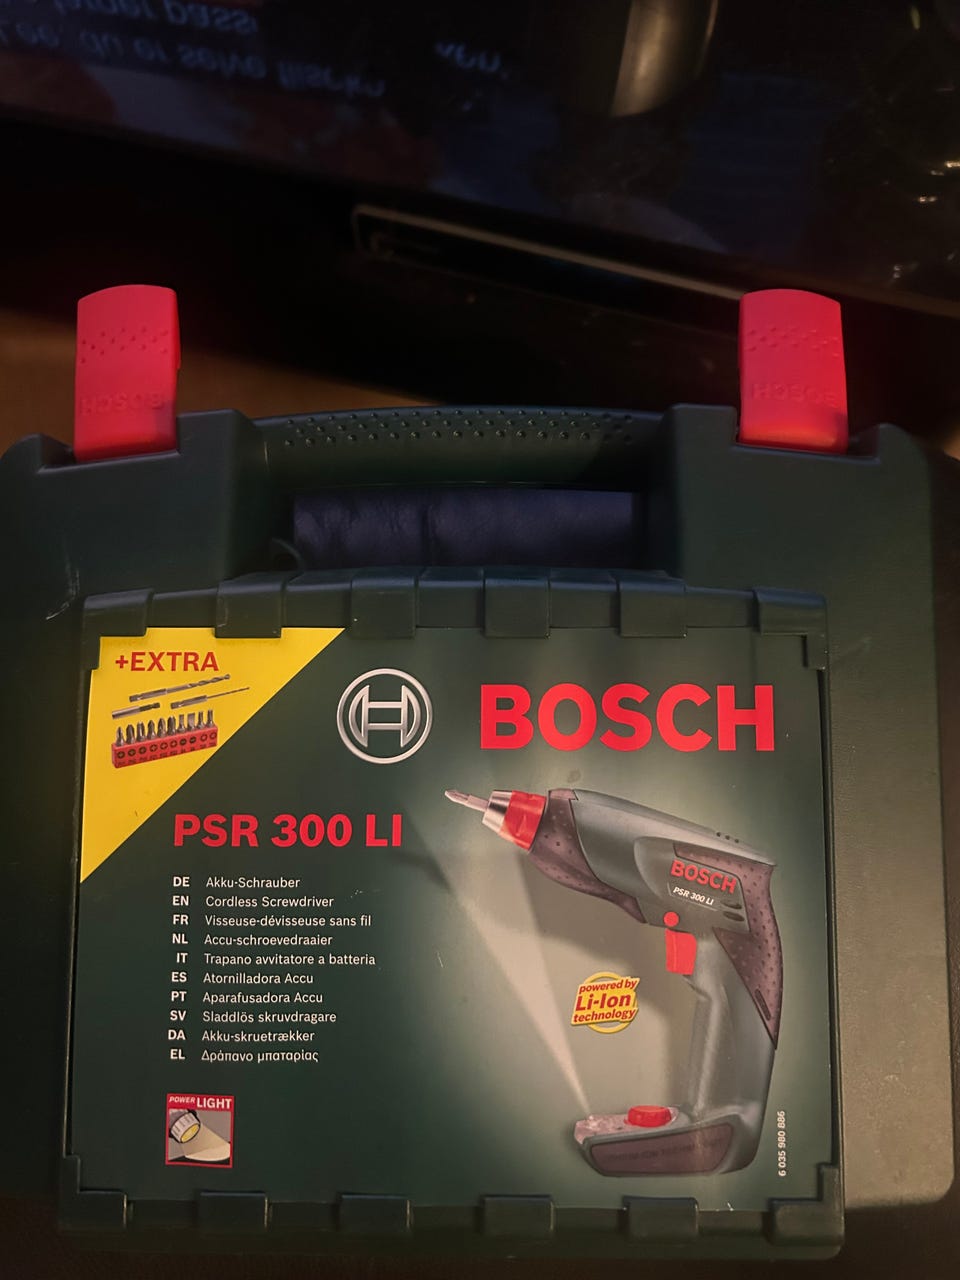 BOSCH
BOSCH
+EXTRA
BOSCH
PSR 300 LI
BOSCH
PSR 300 LI
DE Akku-Schrauber
EN Cordless Screwdriver
FR Visseuse-dévisseuse sans fil
NL Accu-schroevedraaier
IT Trapano avvitatore a batteria
ES Atornilladora Accu
PT Aparafusadora Accu
SV Sladdlös skruvdragare
DA Akku-skruetrækker
EL Δράπανο μπαταρίας
powered by
Li-Ion
technology
POWER LIGHT
6 035 980 886